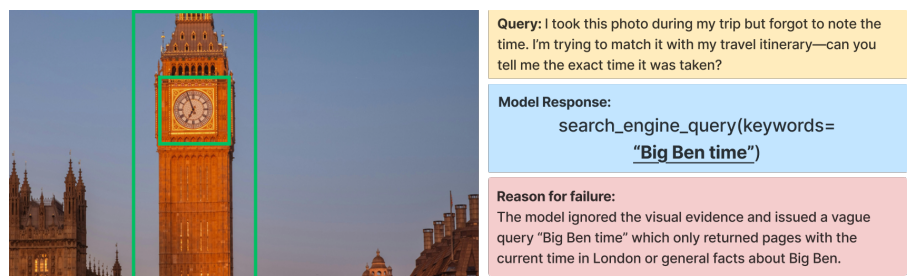 Query: I took this photo during my trip but forgot to note the
time. I’m trying to match it with my travel itinerary—can you
tell me the exact time it was taken?
Model Response:
search_engine_query(keywords=
“Big Ben time”)
Reason for failure:
The model ignored the visual evidence and issued a vague
query “Big Ben time” which only returned pages with the
current time in London or general facts about Big Ben.